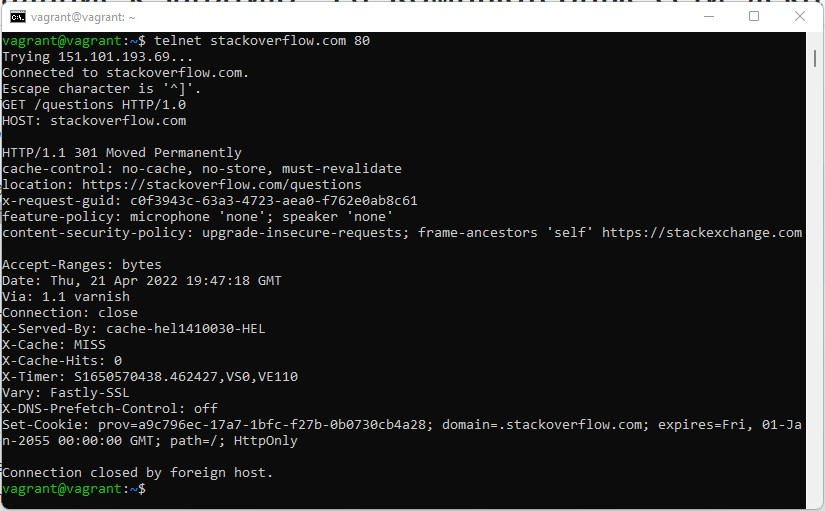 vagrant@vagrant: ~
vagrant@vagrant:~$ telnet stackoverflow.com 80
Trying 151.101.193.69...
Connected to stackoverflow.com.
Escape character is '^]'.
GET /questions HTTP/1.0
HOST: stackoverflow.com
HTTP/1.1 301 Moved Permanently
cache-control: no-cache, no-store, must-revalidate
location: https://stackoverflow.com/questions
x-request-guid: c0f3943c-63a3-4723-aea0-f762e0ab8c61
feature-policy: microphone 'none'; speaker 'none'
content-security-policy: upgrade-insecure-requests; frame-ancestors 'self' https://stackexchange.com
Accept-Ranges: bytes
Date: Thu, 21 Apr 2022 19:47:18 GMT
Via: 1.1 varnish
Connection: close
X-Served-By: cache-hel1410030-HEL
X-Cache: MISS
X-Cache-Hits: 0
X-Timer: S1650570438.462427,VS0,VE110
Vary: Fastly-SSL
X-DNS-Prefetch-Control: off
Set-Cookie: prov=a9c796ec-17a7-1bfc-f27b-0b0730cb4a28; domain=.stackoverflow.com; expires=Fri, 01-Ja
n-2055 00:00:00 GMT; path=/; HttpOnly
Connection closed by foreign host.
vagrant@vagrant:~$